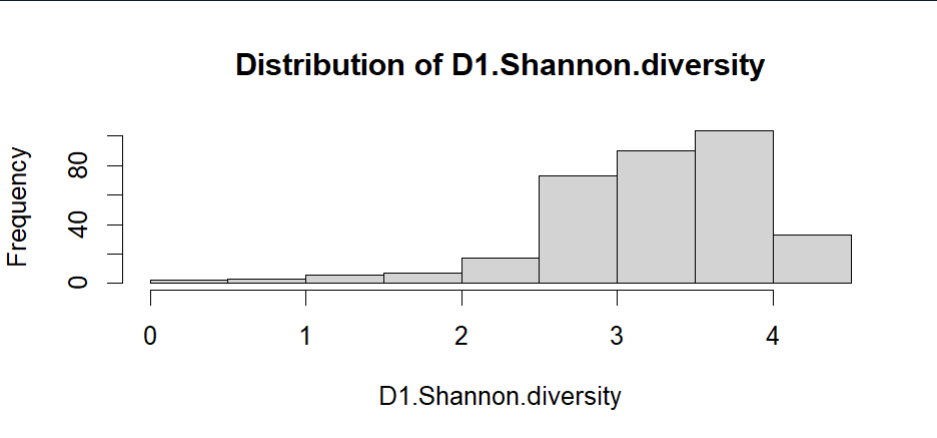 Distribution of D1.Shannon.diversity
Frequency
80
40
0
0 1 2 3 4
D1.Shannon.diversity